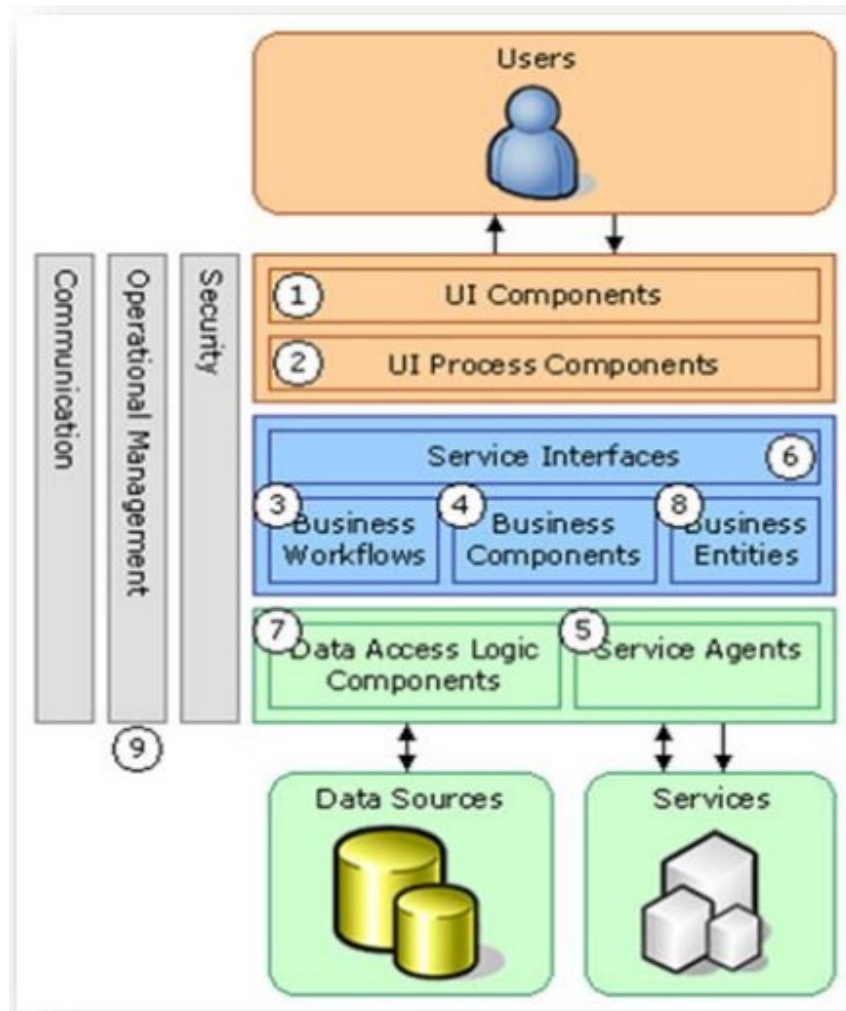 Users
Communication
Operational Management
Security
1
UI Components
2
UI Process Components
Service Interfaces
6
3
Business
Workflows
4
Business
Components
8
Business
Entities
7
Data Access Logic
Components
5
Service Agents
9
Data Sources
Services